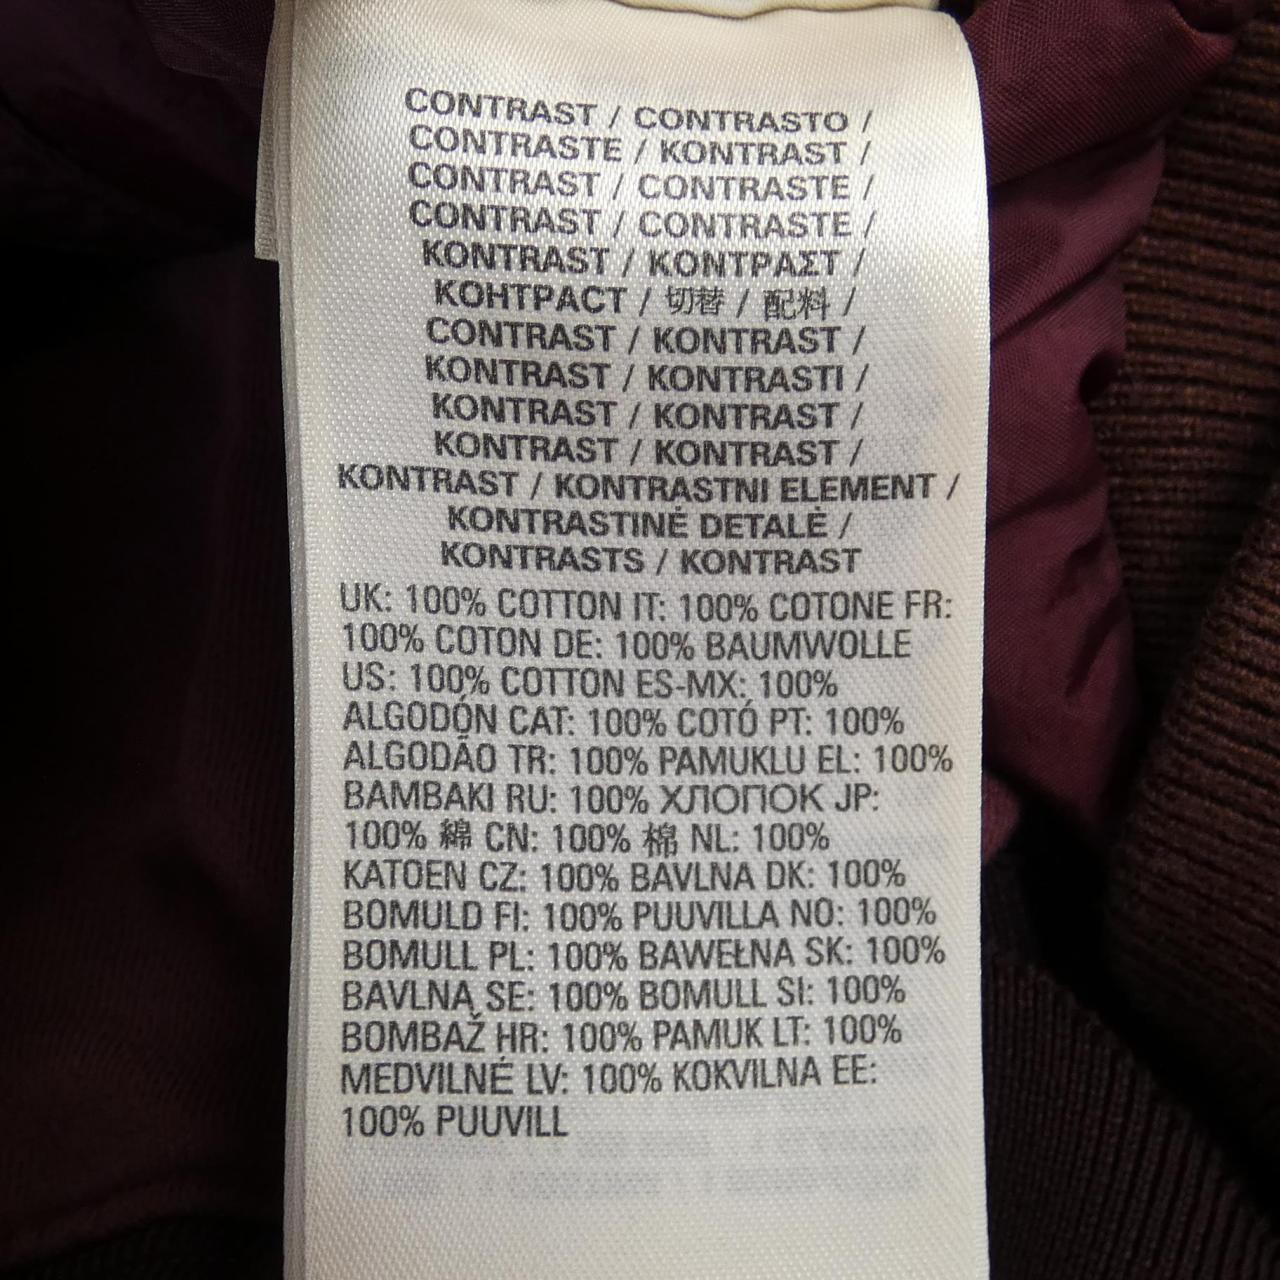 CONTRAST / CONTRASTO /
CONTRASTE / KONTRAST /
CONTRAST / CONTRASTE /
CONTRAST / CONTRASTE /
KONTRAST / ΚΟΝΤΡΑΣΤ /
КОНТРАСТ / 切替 / 配料 /
CONTRAST / KONTRAST /
KONTRAST / KONTRASTI /
KONTRAST / KONTRAST /
KONTRAST / KONTRAST /
KONTRAST / KONTRASTNI ELEMENT /
KONTRASTINĖ DETALĖ /
KONTRASTS / KONTRAST
UK: 100% COTTON IT: 100% COTONE FR:
100% COTON DE: 100% BAUMWOLLE
US: 100% COTTON ES-MX: 100%
ALGODÓN CAT: 100% COTÓ PT: 100%
ALGODÃO TR: 100% PAMUKLU EL: 100%
BAMBAKI RU: 100% ХЛОПОК JP:
100% 綿 CN: 100% 棉 NL: 100%
KATOEN CZ: 100% BAVLNA DK: 100%
BOMULD FI: 100% PUUVILLA NO: 100%
BOMULL PL: 100% BAWEŁNA SK: 100%
BAVLNA SE: 100% BOMULL SI: 100%
BOMBAŽ HR: 100% PAMUK LT: 100%
MEDVILNĖ LV: 100% KOKVILNA EE:
100% PUUVILL